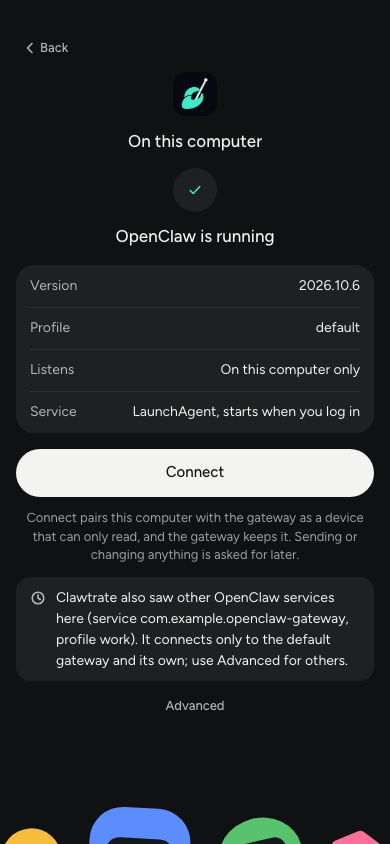 Back
On this computer
OpenClaw is running
Version 2026.10.6
Profile default
Listens On this computer only
Service LaunchAgent, starts when you log in
Connect
Connect pairs this computer with the gateway as a device
that can only read, and the gateway keeps it. Sending or
changing anything is asked for later.
Clawtrate also saw other OpenClaw services
here (service com.example.openclaw-gateway,
profile work). It connects only to the default
gateway and its own; use Advanced for others.
Advanced